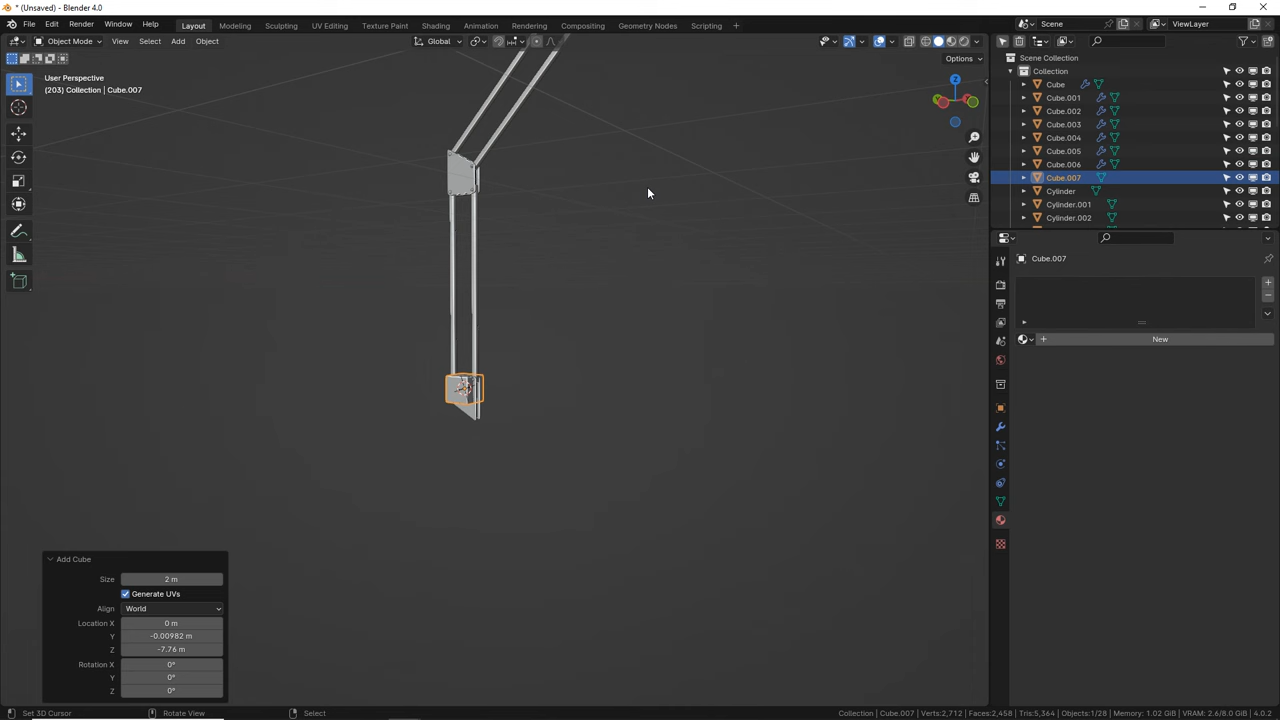 * (Unsaved) - Blender 4.0
File Edit Render Window Help
Layout Modeling Sculpting UV Editing Texture Paint Shading Animation Rendering Compositing Geometry Nodes Scripting +
Scene
ViewLayer
Object Mode View Select Add Object
Global
Options
User Perspective
(203) Collection | Cube.007
Z
Scene Collection
Collection
Cube
Cube.001
Cube.002
Cube.003
Cube.004
Cube.005
Cube.006
Cube.007
Cylinder
Cylinder.001
Cylinder.002
Cube.007
New
Add Cube
Size 2 m
Generate UVs
Align World
Location X 0 m
Y -0.00982 m
Z -7.76 m
Rotation X 0°
Y 0°
Z 0°
Set 3D Cursor
Rotate View
Select
Collection | Cube.007 | Verts:2,712 | Faces:2,458 | Tris:5,364 | Objects:1/28 | Memory: 1.02 GiB | VRAM: 2.6/8.0 GiB | 4.0.2